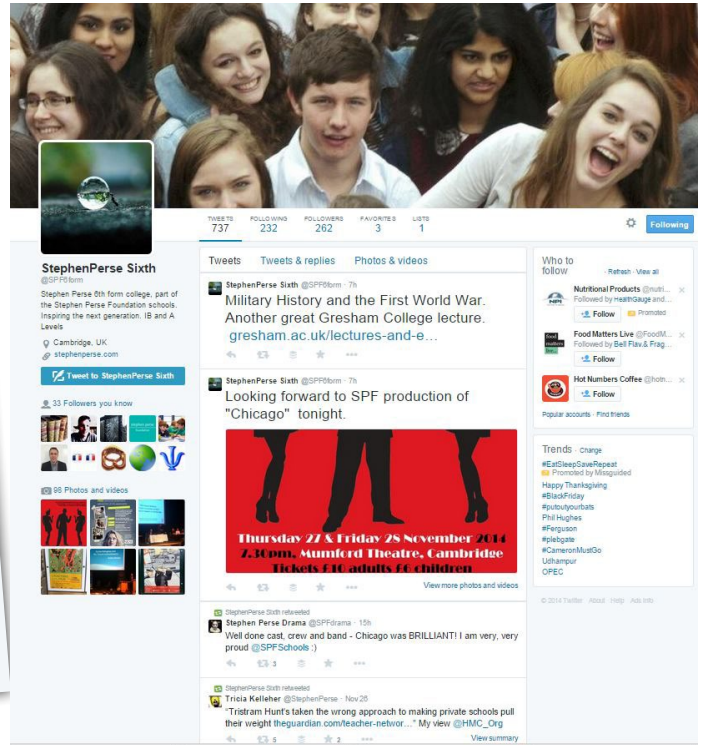 TWEETS FOLLOWING FOLLOWERS FAVORITES LISTS
737 232 262 3 1
Following
StephenPerse Sixth
@SPF6form
Stephen Perse 6th form college, part of
the Stephen Perse Foundation schools.
Inspiring the next generation. IB and A
Levels
Cambridge, UK
stephenperse.com
Tweet to StephenPerse Sixth
33 Followers you know
98 Photos and videos
Tweets Tweets & replies Photos & videos
StephenPerse Sixth @SPF6form · 7h
Military History and the First World War.
Another great Gresham College lecture.
gresham.ac.uk/lectures-and-e…
StephenPerse Sixth @SPF6form · 7h
Looking forward to SPF production of
"Chicago" tonight.
Thursday 27 & Friday 28 November 2014
7.30pm, Mumford Theatre, Cambridge
Tickets £10 adults £6 children
View more photos and videos
StephenPerse Sixth retweeted
Stephen Perse Drama @SPFdrama · 15h
Well done cast, crew and band - Chicago was BRILLIANT! I am very, very
proud @SPFSchools :)
3
StephenPerse Sixth retweeted
Tricia Kelleher @StephenPerse · Nov 26
"Tristram Hunt's taken the wrong approach to making private schools pull
their weight theguardian.com/teacher-networ…" My view @HMC_Org
5 2
View summary
Who to
follow · Refresh · View all
Nutritional Products @nutri...
Followed by HealthGauge and...
Follow Promoted
Food Matters Live @FoodM...
Followed by Bell Flav.& Frag...
Follow
Hot Numbers Coffee @hotn...
Follow
Popular accounts · Find friends
Trends · Change
#EatSleepSaveRepeat
Promoted by Missguided
Happy Thanksgiving
#BlackFriday
#putoutyourbats
Phil Hughes
#Ferguson
#plebgate
#CameronMustGo
Udhampur
OPEC
© 2014 Twitter About Help Ads info